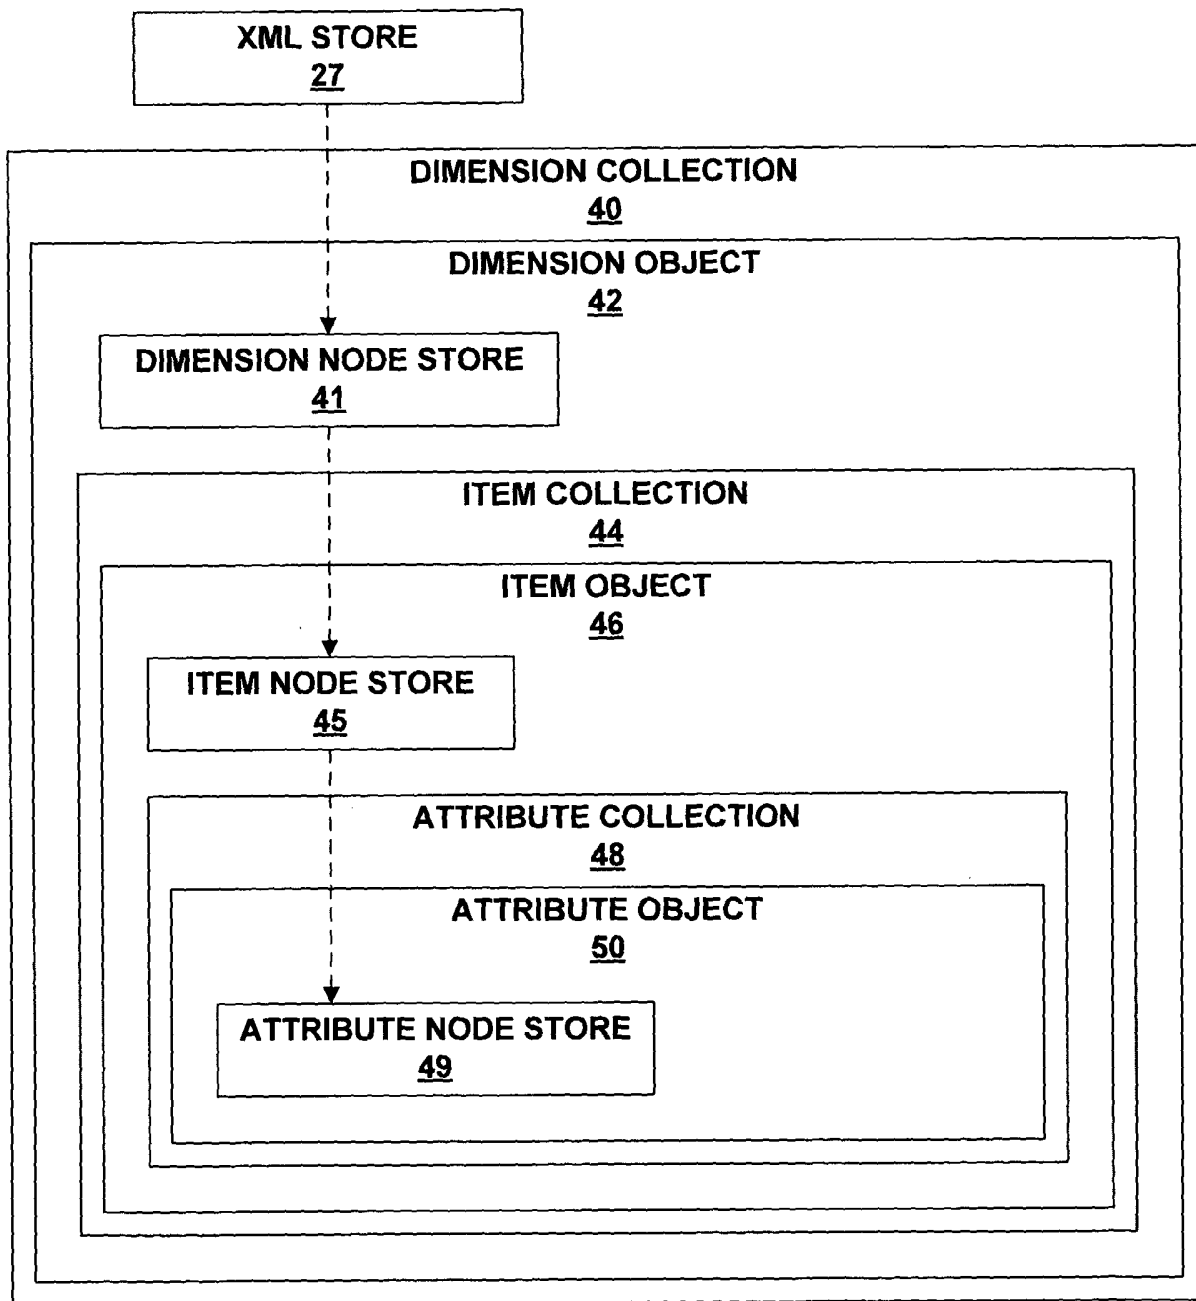 XML STORE
27
DIMENSION COLLECTION
40
DIMENSION OBJECT
42
DIMENSION NODE STORE
41
ITEM COLLECTION
44
ITEM OBJECT
46
ITEM NODE STORE
45
ATTRIBUTE COLLECTION
48
ATTRIBUTE OBJECT
50
ATTRIBUTE NODE STORE
49